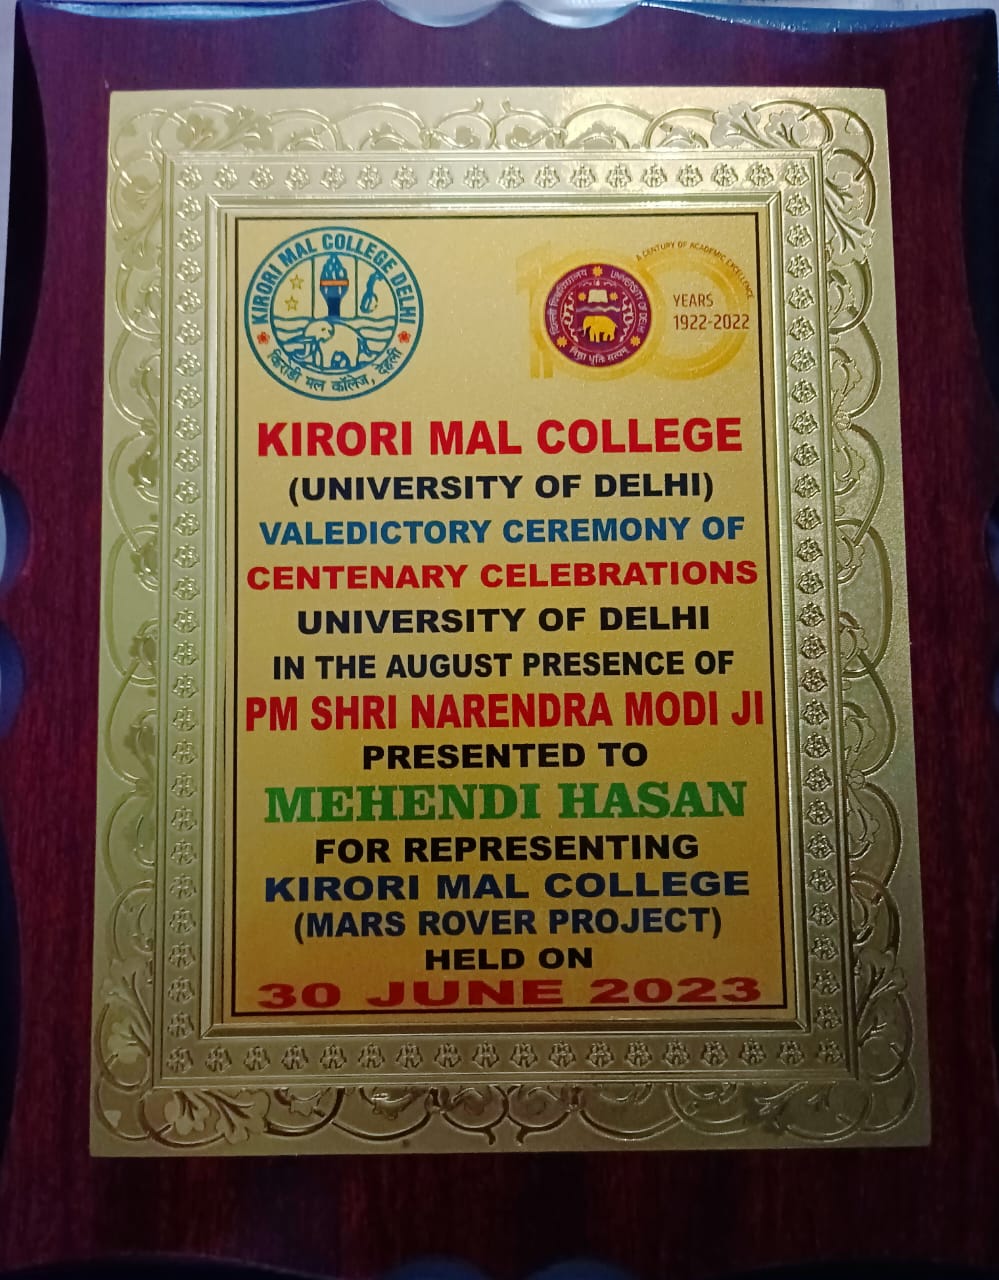 KIRORI MAL COLLEGE DELHI
किरोड़ी मल कॉलेज, देहली
100
A CENTURY OF ACADEMIC EXCELLENCE
दिल्ली विश्वविद्यालय
UNIVERSITY OF DELHI
निष्ठा धृतिः सत्यम्
YEARS
1922-2022
KIRORI MAL COLLEGE
(UNIVERSITY OF DELHI)
VALEDICTORY CEREMONY OF
CENTENARY CELEBRATIONS
UNIVERSITY OF DELHI
IN THE AUGUST PRESENCE OF
PM SHRI NARENDRA MODI JI
PRESENTED TO
MEHENDI HASAN
FOR REPRESENTING
KIRORI MAL COLLEGE
(MARS ROVER PROJECT)
HELD ON
30 JUNE 2023